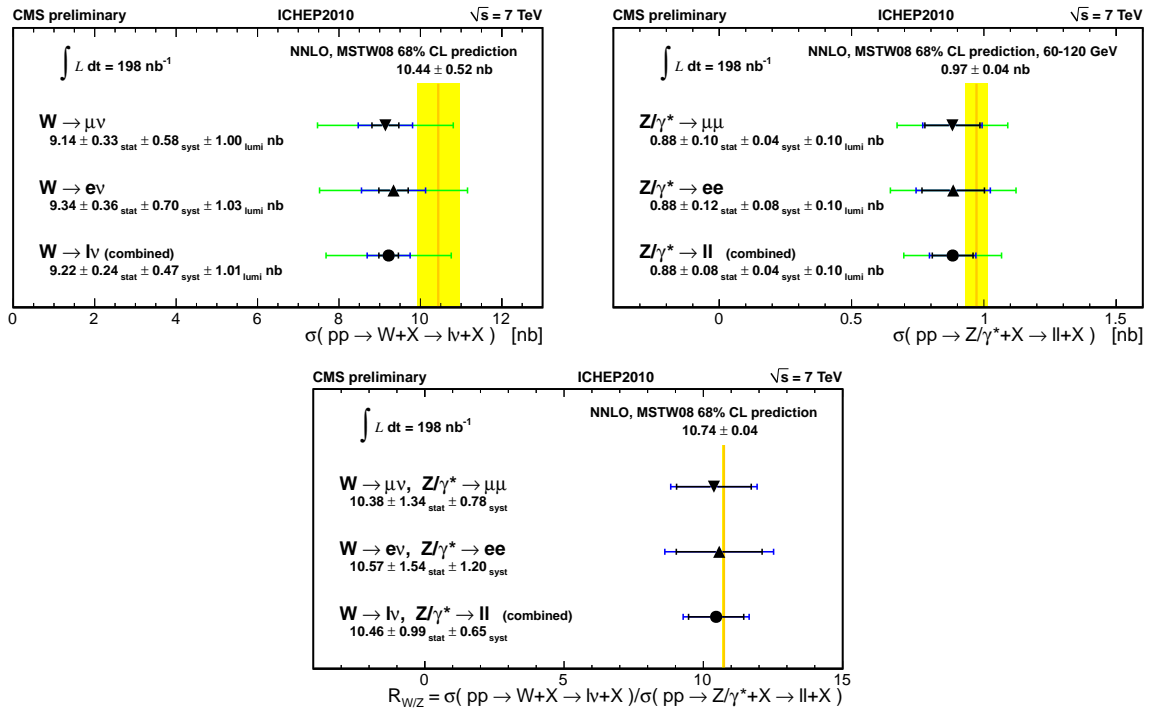 CMS preliminary ICHEP2010 √s = 7 TeV
NNLO, MSTW08 68% CL prediction
10.44 ± 0.52 nb
∫ L dt = 198 nb⁻¹
W → μν
9.14 ± 0.33 stat ± 0.58 syst ± 1.00 lumi nb
W → eν
9.34 ± 0.36 stat ± 0.70 syst ± 1.03 lumi nb
W → lν (combined)
9.22 ± 0.24 stat ± 0.47 syst ± 1.01 lumi nb
0 2 4 6 8 10 12
σ( pp → W+X → lν+X ) [nb]
CMS preliminary ICHEP2010 √s = 7 TeV
NNLO, MSTW08 68% CL prediction, 60-120 GeV
0.97 ± 0.04 nb
∫ L dt = 198 nb⁻¹
Z/γ* → μμ
0.88 ± 0.10 stat ± 0.04 syst ± 0.10 lumi nb
Z/γ* → ee
0.88 ± 0.12 stat ± 0.08 syst ± 0.10 lumi nb
Z/γ* → ll (combined)
0.88 ± 0.08 stat ± 0.04 syst ± 0.10 lumi nb
0 0.5 1 1.5
σ( pp → Z/γ*+X → ll+X ) [nb]
CMS preliminary ICHEP2010 √s = 7 TeV
NNLO, MSTW08 68% CL prediction
10.74 ± 0.04
∫ L dt = 198 nb⁻¹
W → μν, Z/γ* → μμ
10.38 ± 1.34 stat ± 0.78 syst
W → eν, Z/γ* → ee
10.57 ± 1.54 stat ± 1.20 syst
W → lν, Z/γ* → ll (combined)
10.46 ± 0.99 stat ± 0.65 syst
0 5 10 15
R W/Z = σ( pp → W+X → lν+X )/σ( pp → Z/γ*+X → ll+X )